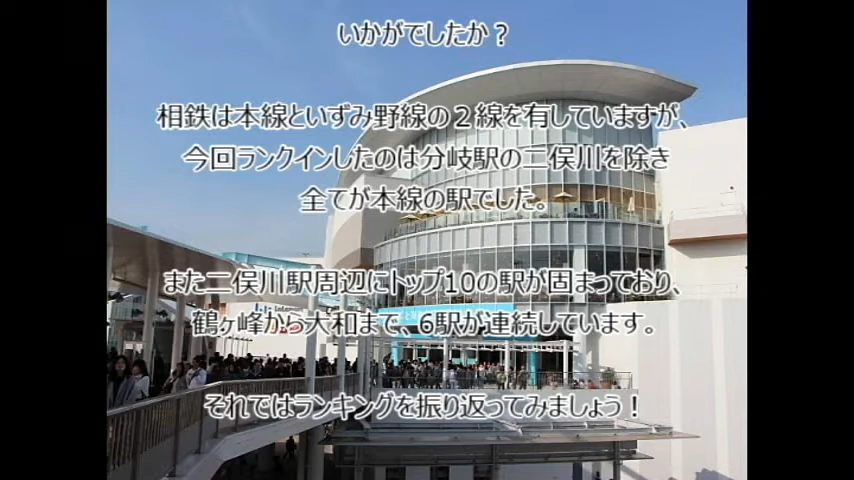 いかがでしたか？
相鉄は本線といずみ野線の２線を有していますが、
今回ランクインしたのは分岐駅の二俣川を除き
全てが本線の駅でした。
また二俣川駅周辺にトップ10の駅が固まっており、
鶴ヶ峰から大和まで、6駅が連続しています。
それではランキングを振り返ってみましょう！